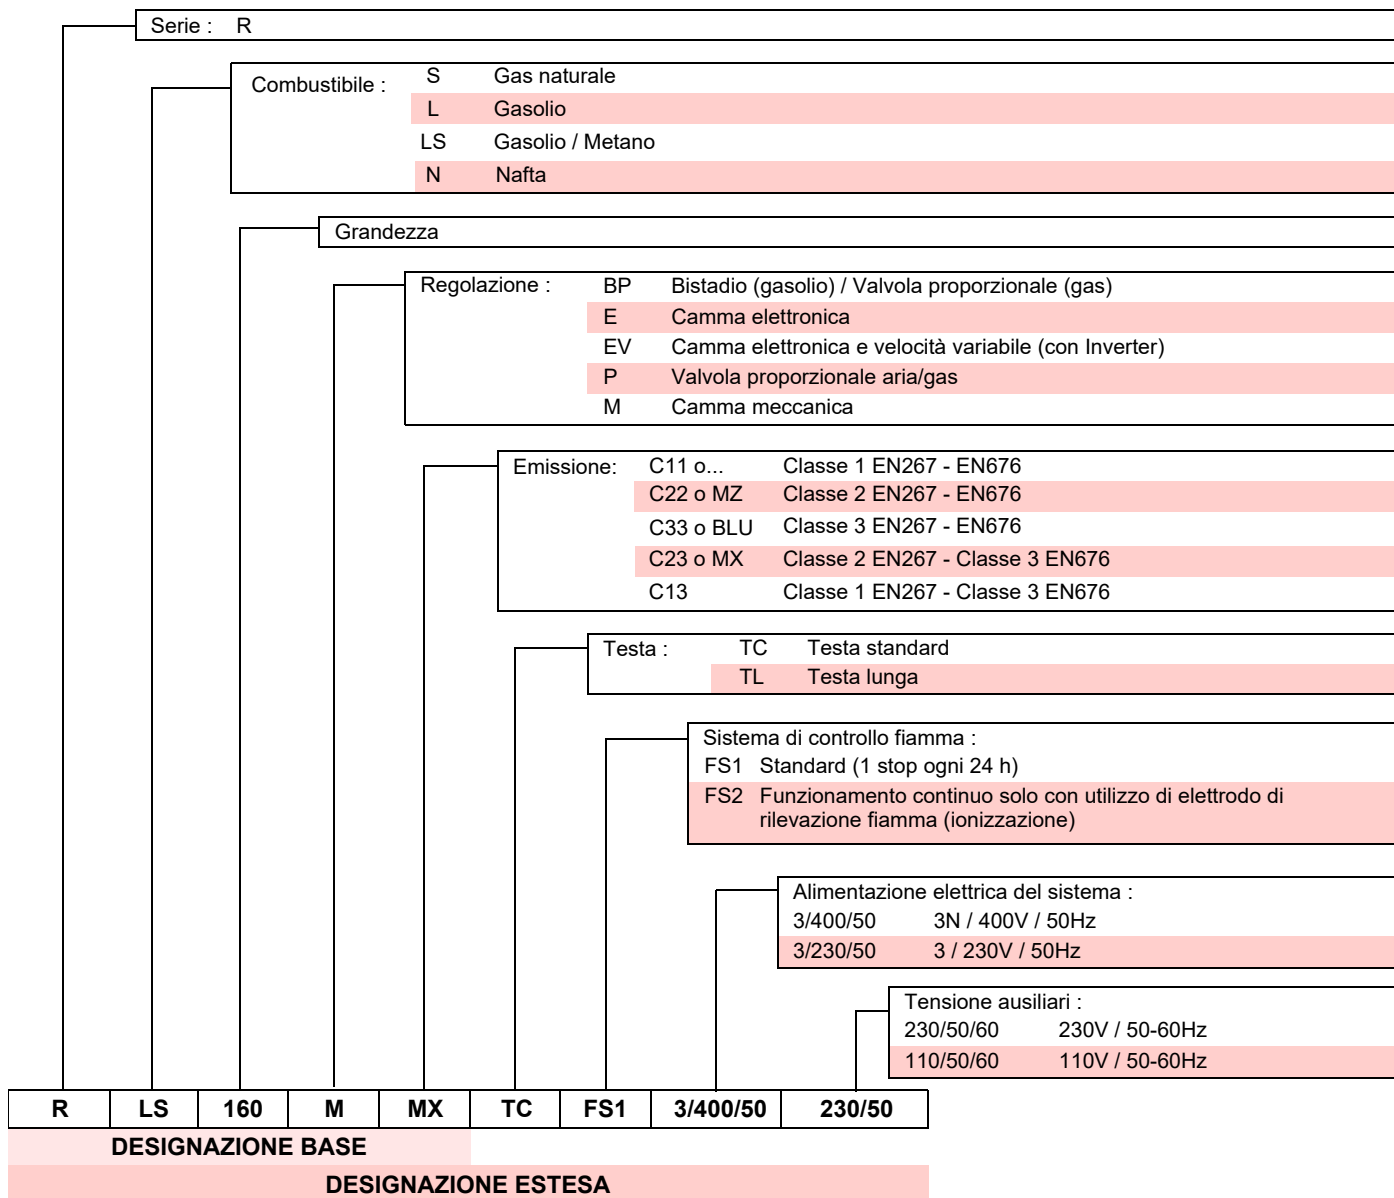 Serie : R
Combustibile :
S Gas naturale
L Gasolio
LS Gasolio / Metano
N Nafta
Grandezza
Regolazione :
BP Bistadio (gasolio) / Valvola proporzionale (gas)
E Camma elettronica
EV Camma elettronica e velocità variabile (con Inverter)
P Valvola proporzionale aria/gas
M Camma meccanica
Emissione: C11 o... Classe 1 EN267 - EN676
C22 o MZ Classe 2 EN267 - EN676
C33 o BLU Classe 3 EN267 - EN676
C23 o MX Classe 2 EN267 - Classe 3 EN676
C13 Classe 1 EN267 - Classe 3 EN676
Testa : TC Testa standard
TL Testa lunga
Sistema di controllo fiamma :
FS1 Standard (1 stop ogni 24 h)
FS2 Funzionamento continuo solo con utilizzo di elettrodo di
rilevazione fiamma (ionizzazione)
Alimentazione elettrica del sistema :
3/400/50 3N / 400V / 50Hz
3/230/50 3 / 230V / 50Hz
Tensione ausiliari :
230/50/60 230V / 50-60Hz
110/50/60 110V / 50-60Hz
R LS 160 M MX TC FS1 3/400/50 230/50
DESIGNAZIONE BASE
DESIGNAZIONE ESTESA